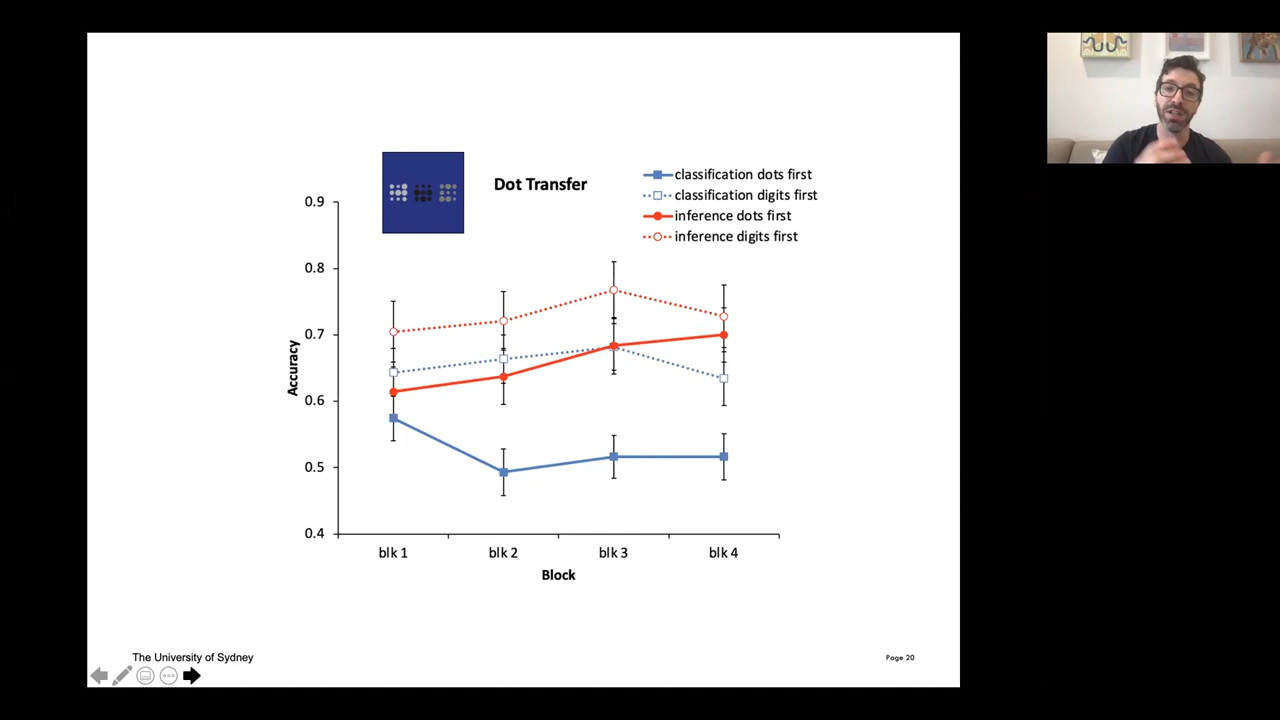 Dot Transfer
classification dots first
classification digits first
inference dots first
inference digits first
0.9
0.8
0.7
0.6
0.5
0.4
Accuracy
blk 1
blk 2
blk 3
blk 4
Block
The University of Sydney
Page 20